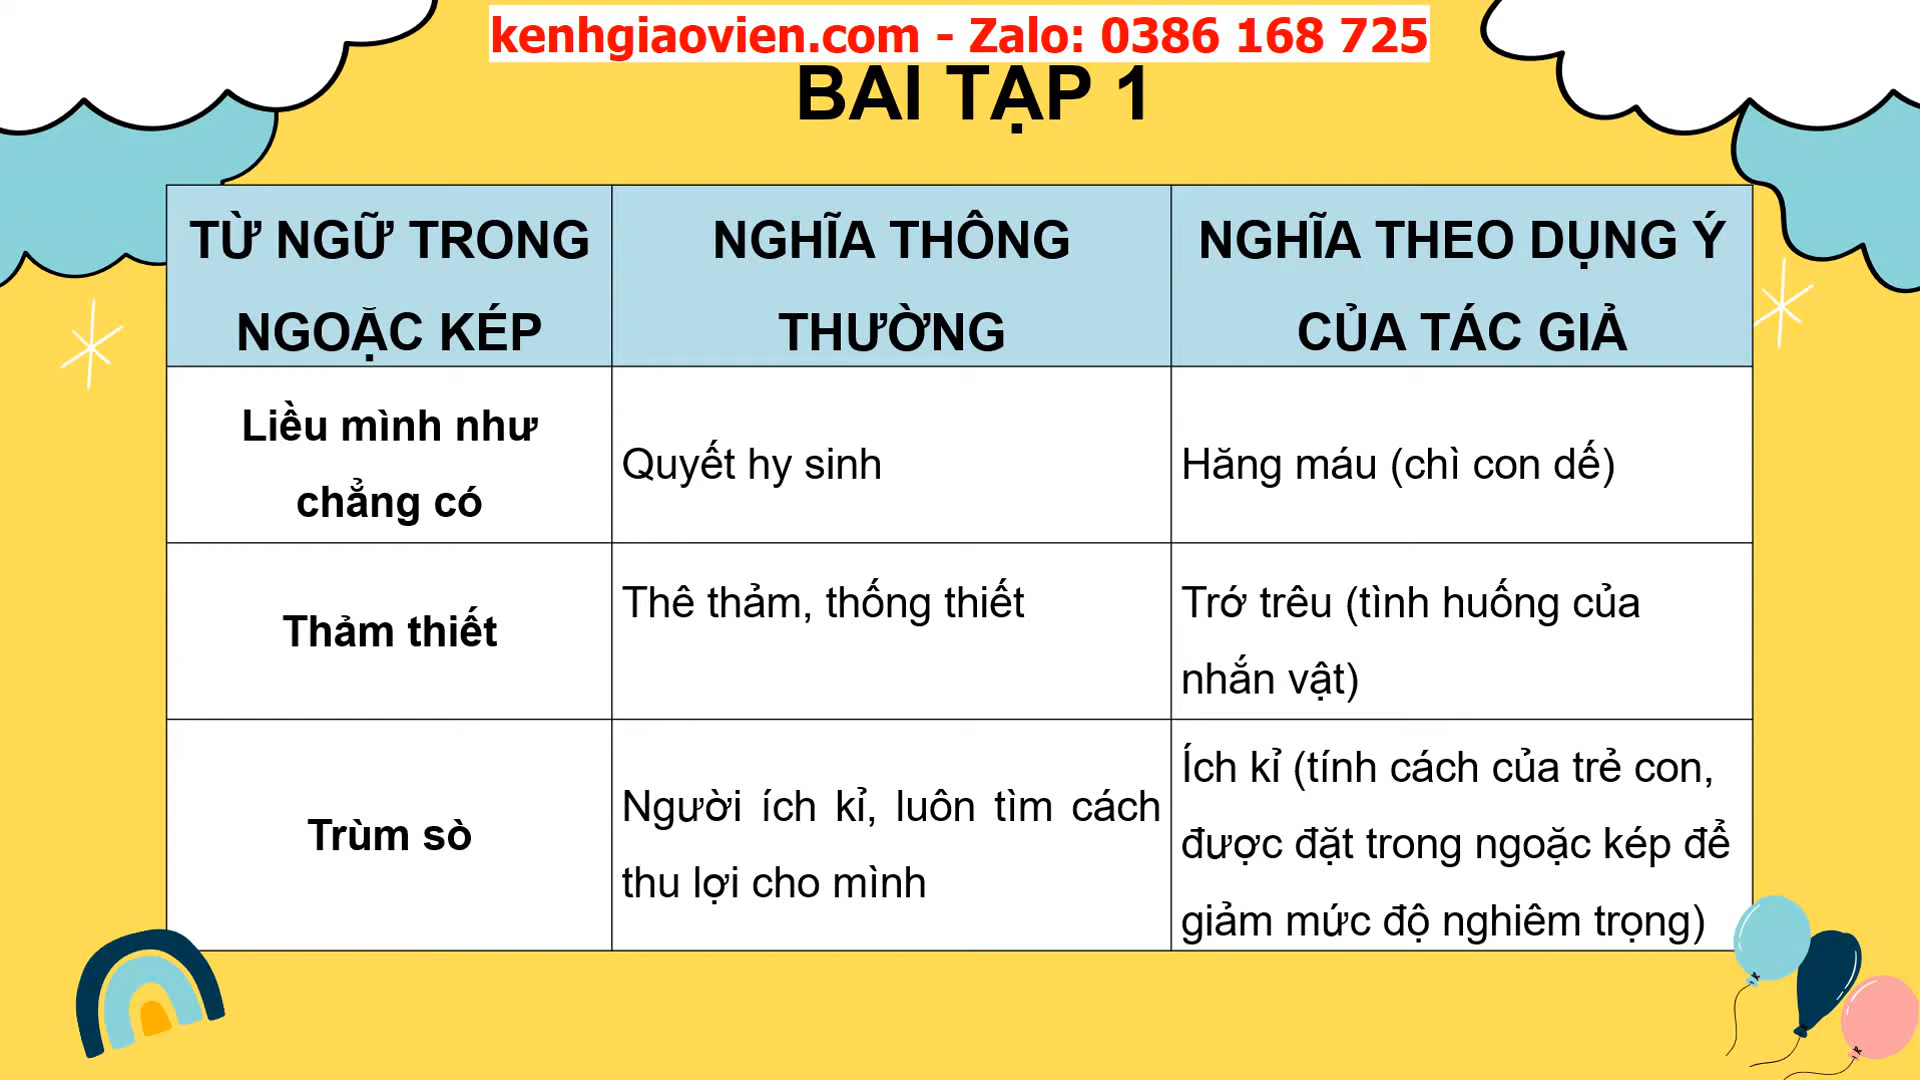 kenhgiaovien.com - Zalo: 0386 168 725
BÀI TẬP 1
TỪ NGỮ TRONG
NGOẶC KÉP
NGHĨA THÔNG
THƯỜNG
NGHĨA THEO DỤNG Ý
CỦA TÁC GIẢ
Liều mình như
chẳng có
Quyết hy sinh
Hăng máu (chì con dế)
Thảm thiết
Thê thảm, thống thiết
Trớ trêu (tình huống của
nhắn vật)
Trùm sò
Người ích kỉ, luôn tìm cách
thu lợi cho mình
Ích kỉ (tính cách của trẻ con,
được đặt trong ngoặc kép để
giảm mức độ nghiêm trọng)